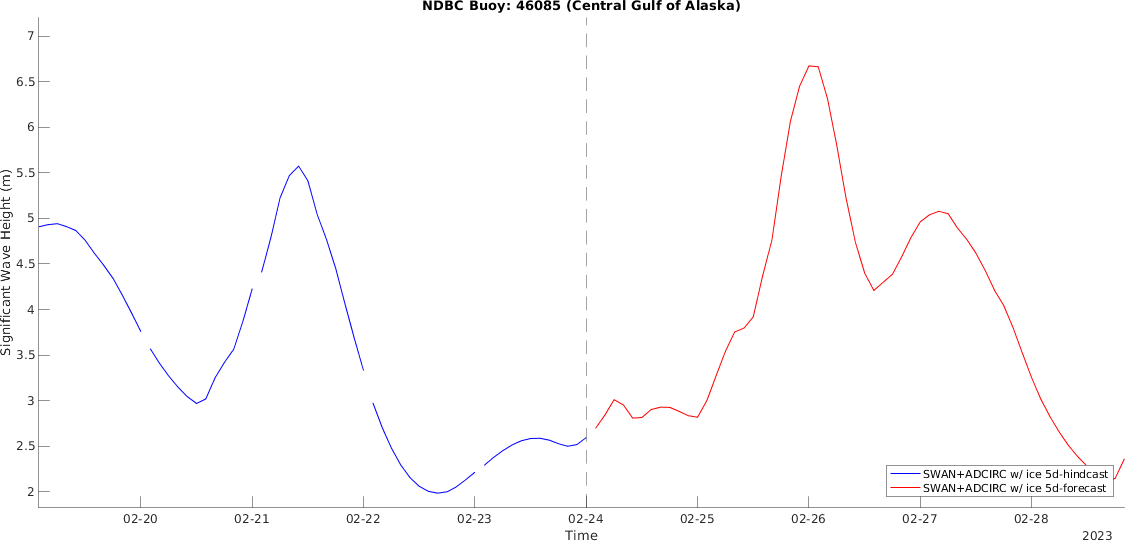 NDBC Buoy: 46085 (Central Gulf of Alaska)
7
6.5
6
5.5
5
4.5
4
3.5
3
2.5
2
Significant Wave Height (m)
SWAN+ADCIRC w/ ice 5d-hindcast
SWAN+ADCIRC w/ ice 5d-forecast
02-20 02-21 02-22 02-23 02-24 02-25 02-26 02-27 02-28
Time
2023